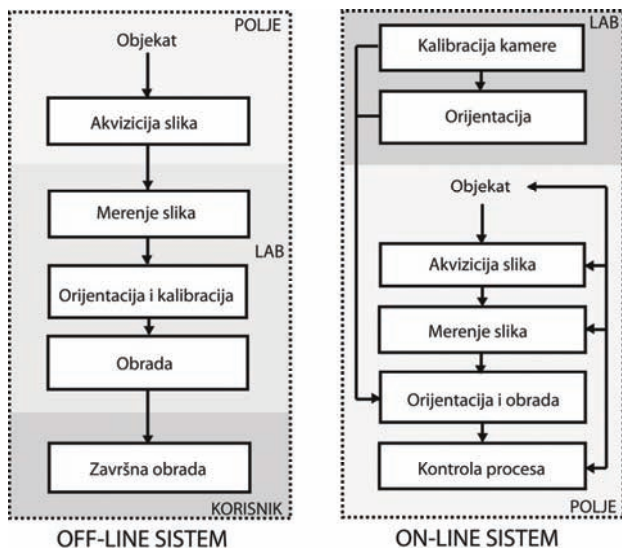 POLJE
Objekat
Akvizicija slika
Merenje slika
LAB
Orijentacija i kalibracija
Obrada
Završna obrada
KORISNIK
OFF-LINE SISTEM
LAB
Kalibracija kamere
Orijentacija
Objekat
Akvizicija slika
Merenje slika
Orijentacija i obrada
Kontrola procesa
POLJE
ON-LINE SISTEM